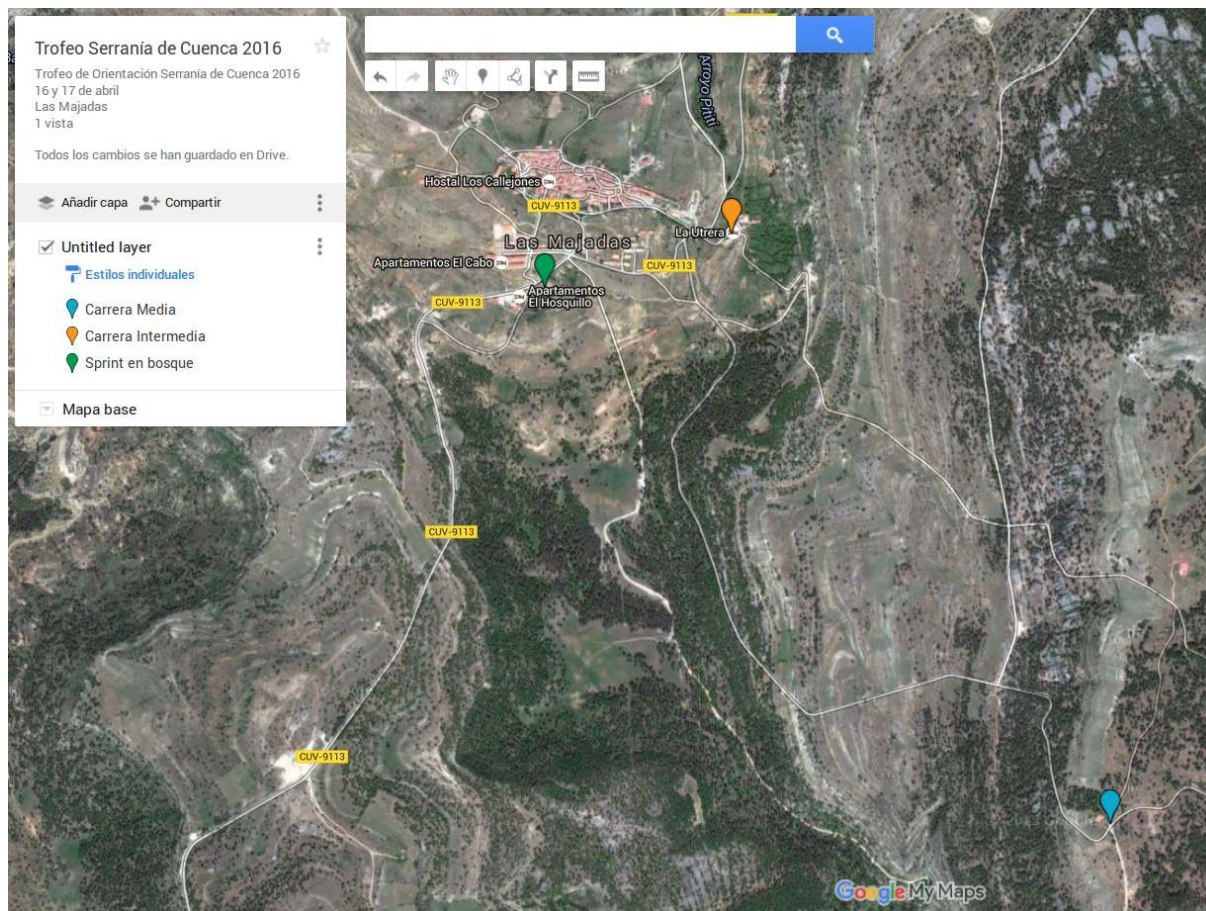 Trofeo Serranía de Cuenca 2016
Trofeo de Orientación Serranía de Cuenca 2016
16 y 17 de abril
Las Majadas
1 vista
Todos los cambios se han guardado en Drive.
Añadir capa
Compartir
Untitled layer
Estilos individuales
Carrera Media
Carrera Intermedia
Sprint en bosque
Mapa base
Arroyo Pititi
Hostal Los Callejones
CUV-9113
La Utrera
Las Majadas
Apartamentos El Cabo
CUV-9113
Apartamentos
El Hosquillo
CUV-9113
CUV-9113
CUV-9113
Google My Maps